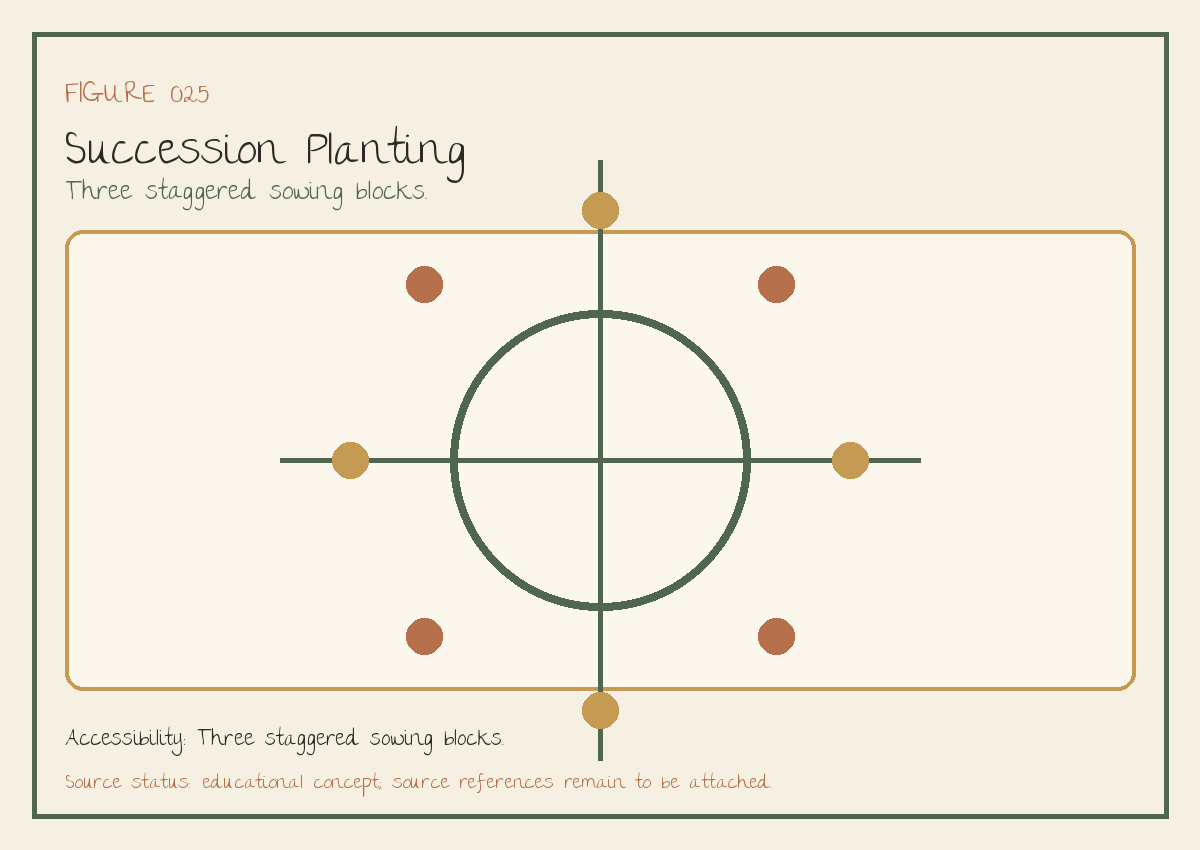 FIGURE 025
Succession Planting
Three staggered sowing blocks.
Accessibility: Three staggered sowing blocks.
Source status: educational concept; source references remain to be attached.